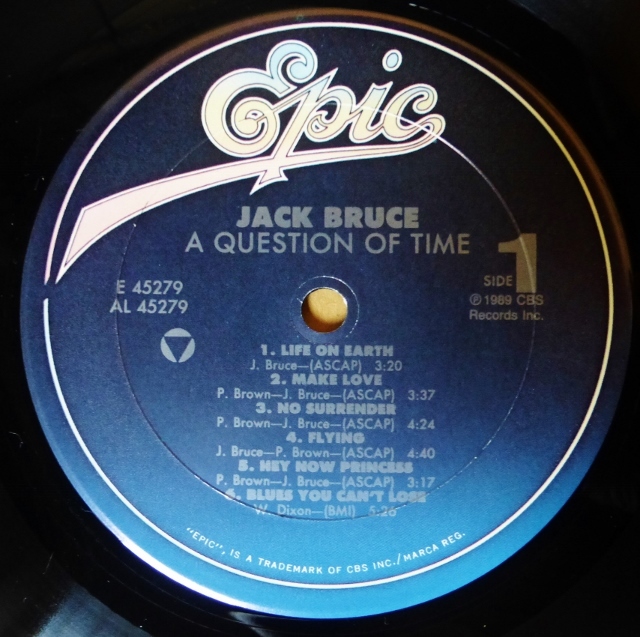 Epic
JACK BRUCE
A QUESTION OF TIME
E 45279
AL 45279
SIDE 1
℗ 1989 CBS
Records Inc.
1. LIFE ON EARTH
J. Bruce—(ASCAP) 3:20
2. MAKE LOVE
P. Brown—J. Bruce—(ASCAP) 3:37
3. NO SURRENDER
P. Brown—J. Bruce—(ASCAP) 4:24
4. FLYING
J. Bruce—P. Brown—(ASCAP) 4:40
5. HEY NOW PRINCESS
P. Brown—J. Bruce—(ASCAP) 3:17
6. BLUES YOU CAN'T LOSE
W. Dixon—(BMI) 5:26
"EPIC", IS A TRADEMARK OF CBS INC./MARCA REG.